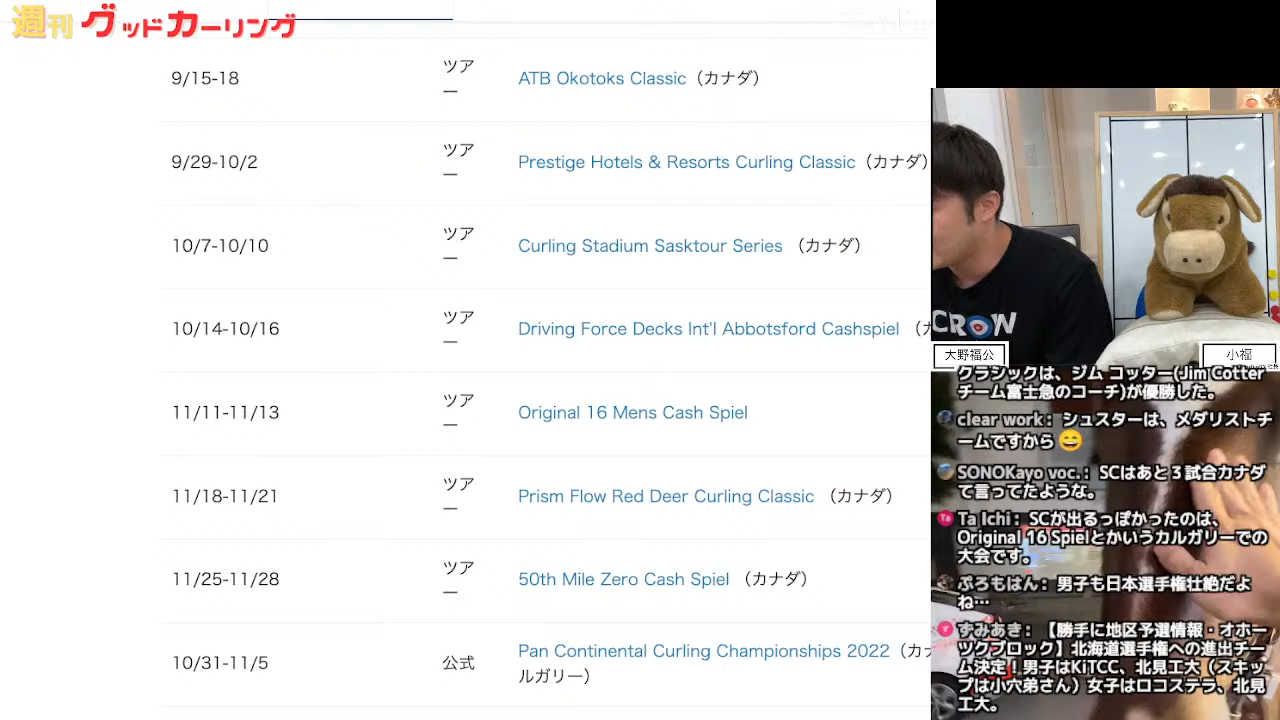 週刊 グッドカーリング
9/15-18 ツアー ATB Okotoks Classic（カナダ）
9/29-10/2 ツアー Prestige Hotels & Resorts Curling Classic（カナダ）
10/7-10/10 ツアー Curling Stadium Sasktour Series （カナダ）
10/14-10/16 ツアー Driving Force Decks Int'l Abbotsford Cashspiel （カ
11/11-11/13 ツアー Original 16 Mens Cash Spiel
11/18-11/21 ツアー Prism Flow Red Deer Curling Classic （カナダ）
11/25-11/28 ツアー 50th Mile Zero Cash Spiel （カナダ）
10/31-11/5 公式 Pan Continental Curling Championships 2022（カナ
ルガリー）
CROW
大野福公
小福
クラシックは、ジム コッター(Jim Cotter
チーム富士急のコーチ)が優勝した。
clear work： シュスターは、メダリストチ
ームですから😄
SONOKayo voc.： SCはあと３試合カナダ
て言ってたような。
Ta Ichi： SCが出るっぽかったのは、
Original 16 Spielとかいうカルガリーでの
大会です。
ぷろもはん： 男子も日本選手権壮絶だよ
ね…
すみあき： 【勝手に地区予選情報・オホー
ツクブロック】北海道選手権への進出チー
ム決定！男子はKiTCC、北見工大（スキッ
プは小穴弟さん）女子はロコステラ、北見
工大。